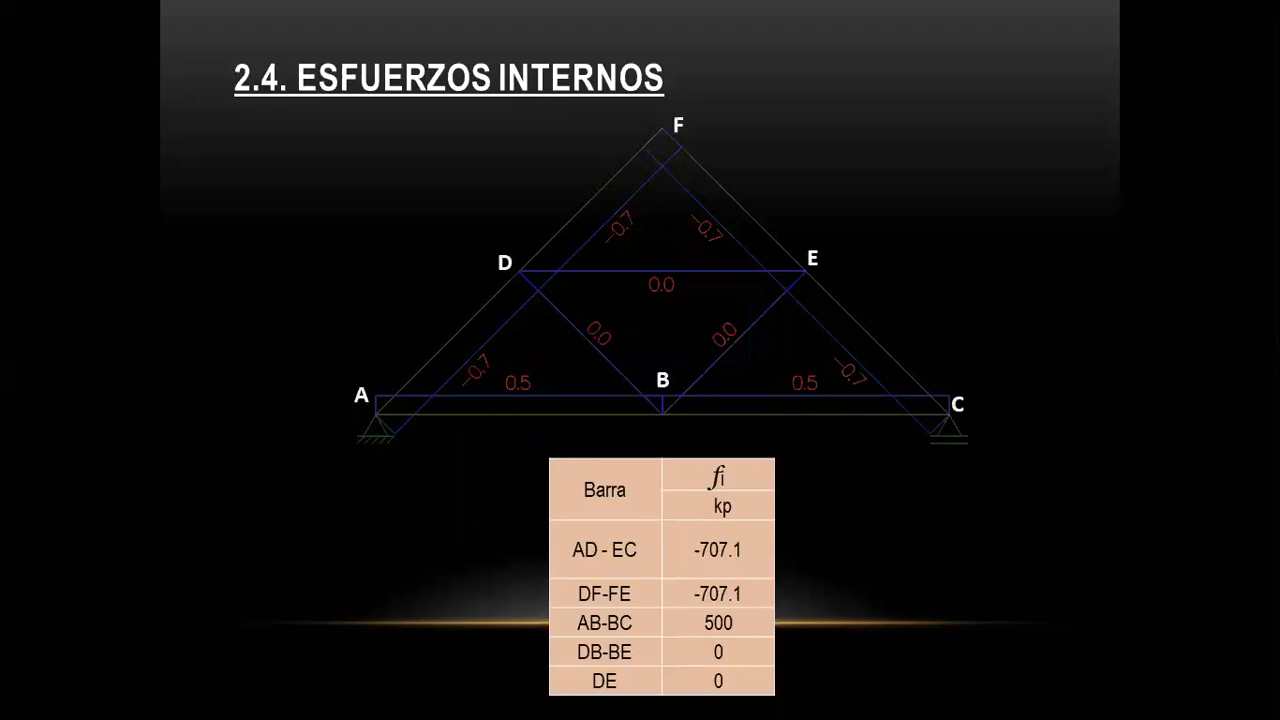 2.4. ESFUERZOS INTERNOS
F
-0.7
-0.7
D
E
0.0
0.0
0.0
-0.7
-0.7
A
0.5
B
0.5
C
Barra
fi
kp
AD - EC
-707.1
DF-FE
-707.1
AB-BC
500
DB-BE
0
DE
0